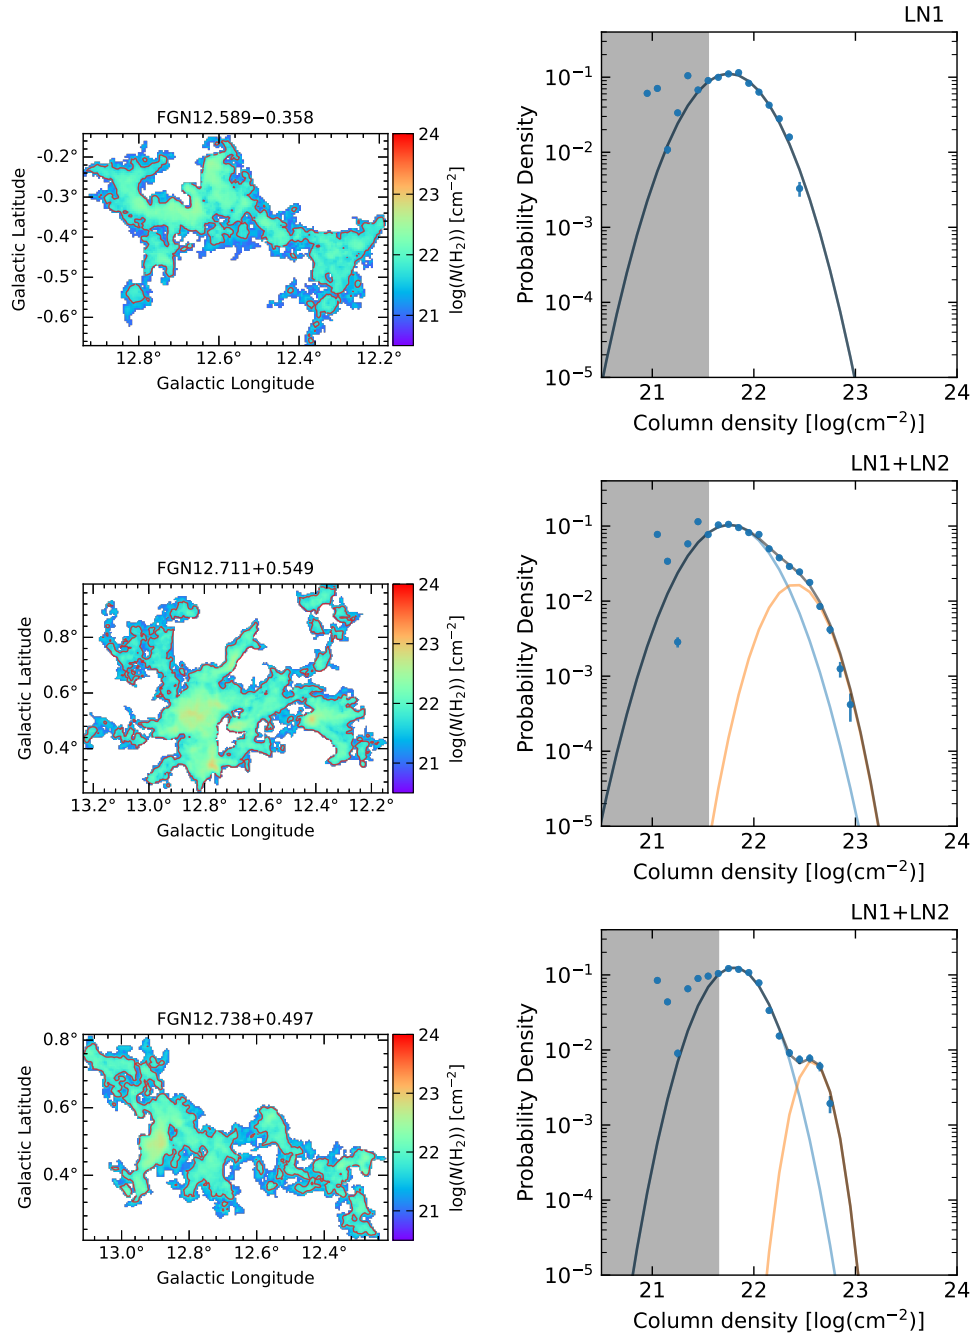 LN1
FGN12.589−0.358
Galactic Latitude
-0.2°
-0.3°
-0.4°
-0.5°
-0.6°
12.8° 12.6° 12.4° 12.2°
Galactic Longitude
24
23
22
21
log(N(H₂)) [cm⁻²]
Probability Density
10⁻¹
10⁻²
10⁻³
10⁻⁴
10⁻⁵
21 22 23 24
Column density [log(cm⁻²)]
LN1+LN2
FGN12.711+0.549
Galactic Latitude
0.8°
0.6°
0.4°
13.2° 13.0° 12.8° 12.6° 12.4° 12.2°
Galactic Longitude
24
23
22
21
log(N(H₂)) [cm⁻²]
Probability Density
10⁻¹
10⁻²
10⁻³
10⁻⁴
10⁻⁵
21 22 23 24
Column density [log(cm⁻²)]
LN1+LN2
FGN12.738+0.497
Galactic Latitude
0.8°
0.6°
0.4°
0.2°
13.0° 12.8° 12.6° 12.4°
Galactic Longitude
24
23
22
21
log(N(H₂)) [cm⁻²]
Probability Density
10⁻¹
10⁻²
10⁻³
10⁻⁴
10⁻⁵
21 22 23 24
Column density [log(cm⁻²)]